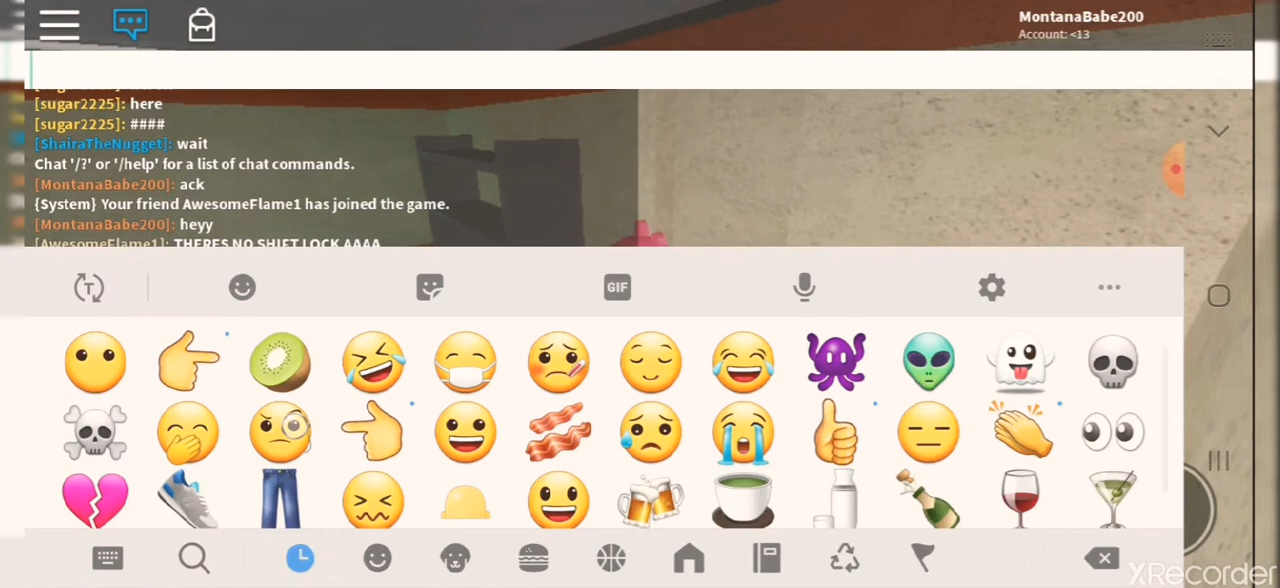 MontanaBabe200
Account: <13
[sugar2225]: here
[sugar2225]: ####
[ShairaTheNugget]: wait
Chat '/?' or '/help' for a list of chat commands.
[MontanaBabe200]: ack
{System} Your friend AwesomeFlame1 has joined the game.
[MontanaBabe200]: heyy
[AwesomeFlame1]: THERES NO SHIFT LOCK AAAA
T
GIF
XRecorder